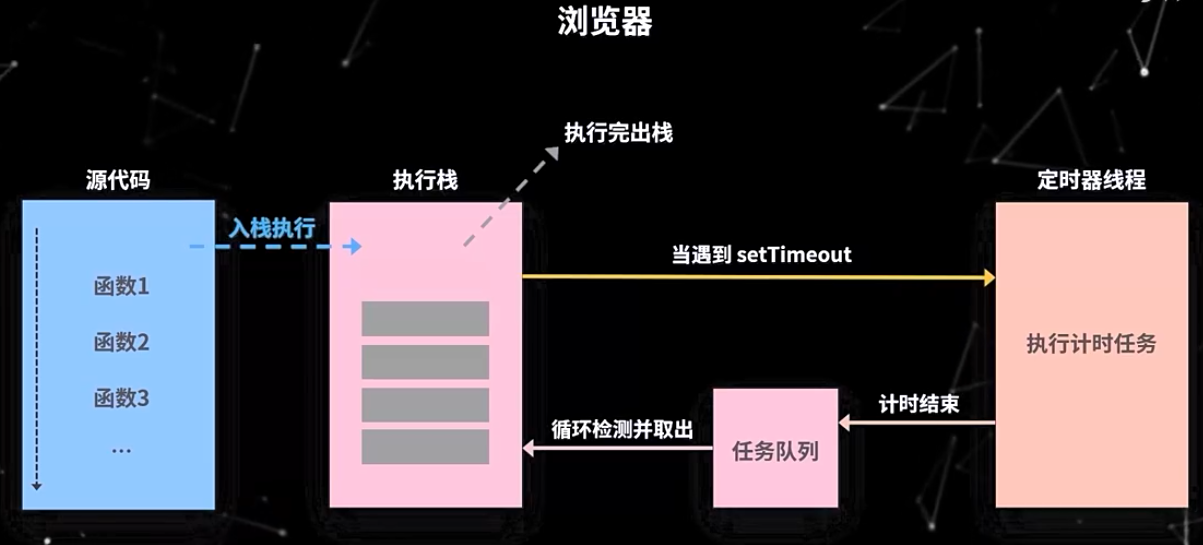 浏览器
执行完出栈
源代码
执行栈
定时器线程
入栈执行
当遇到 setTimeout
函数1
函数2
函数3
...
执行计时任务
计时结束
循环检测并取出
任务队列